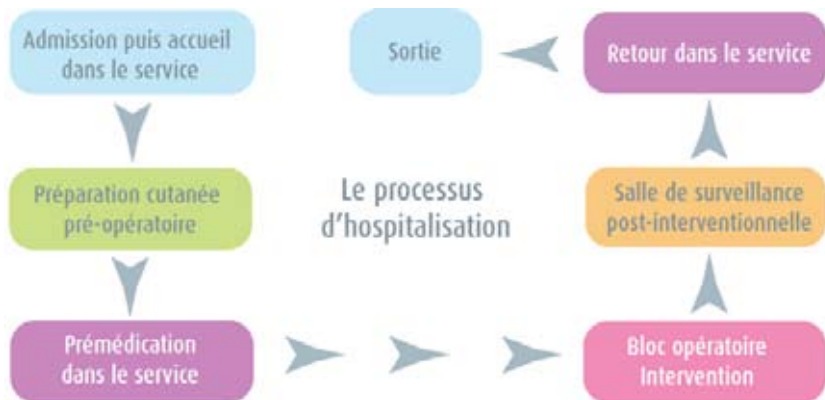 Admission puis accueil
dans le service
Sortie
Retour dans le service
Préparation cutanée
pré-opératoire
Le processus
d'hospitalisation
Salle de surveillance
post-interventionnelle
Prémédication
dans le service
Bloc opératoire
Intervention